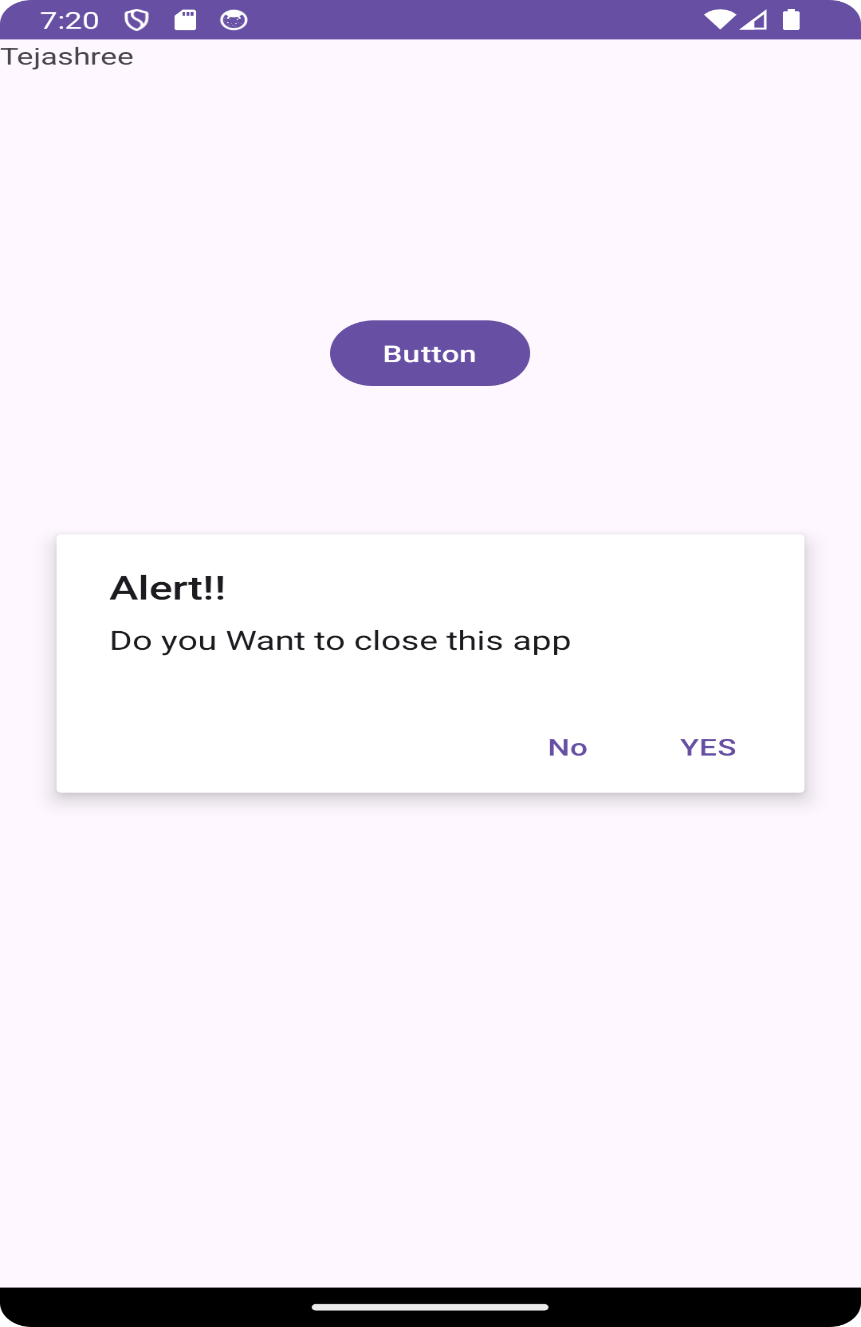 7:20
Tejashree
Button
Alert!!
Do you Want to close this app
No YES